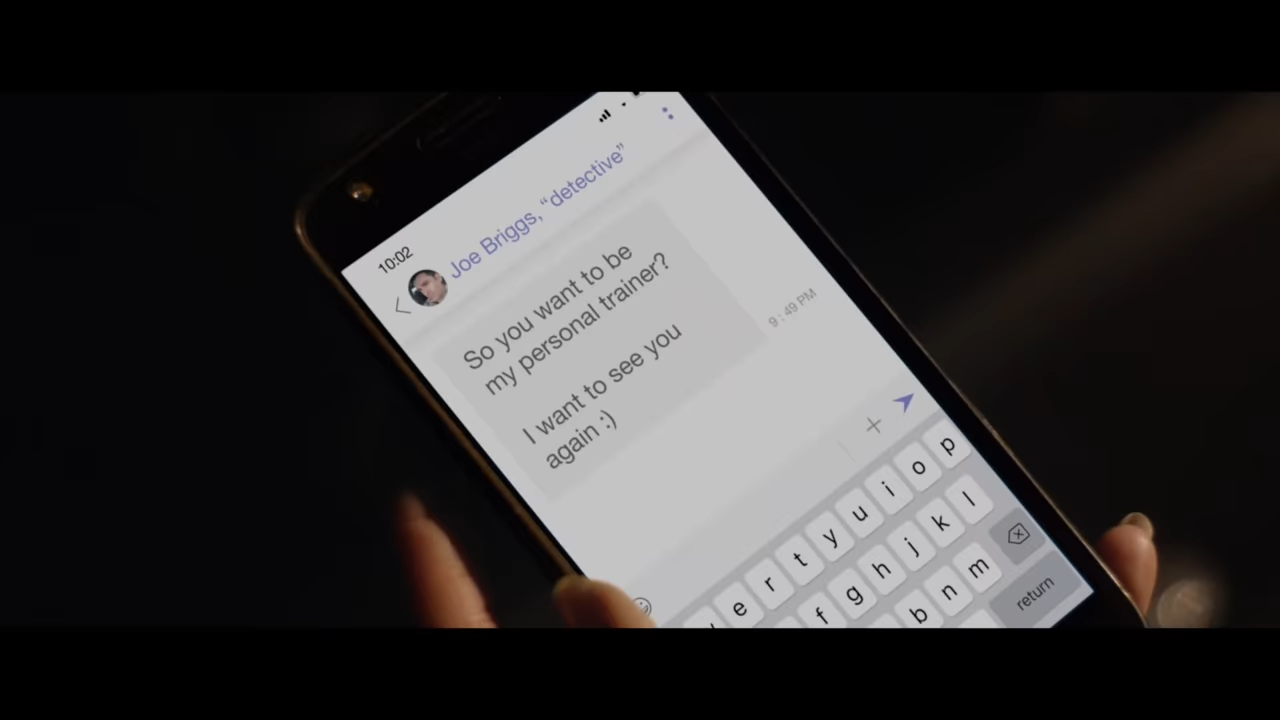 10:02
Joe Briggs, “detective”
So you want to be
my personal trainer?
I want to see you
again :)
9 : 49 PM
e r t y u i o p
f g h j k l
b n m
return